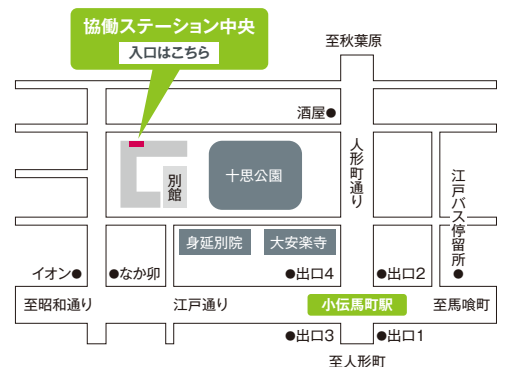 協働ステーション中央
入口はこちら
至秋葉原
酒屋●
人形町通り
別館
十思公園
江戸バス停留所●
身延別院
大安楽寺
イオン●
●なか卯
●出口4
●出口2
至昭和通り
江戸通り
小伝馬町駅
至馬喰町
●出口3
●出口1
至人形町